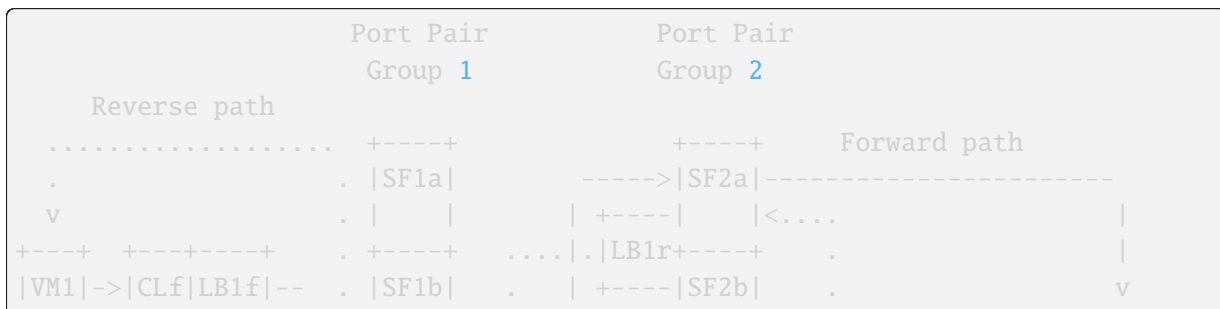 Port Pair           Port Pair
                       Group 1            Group 2
     Reverse path
  ...................  +----+              +----+     Forward path
  .                  . |SF1a|        ----->|SF2a|-----------------------
  v                  . |    |       | +----|    |<....                  |
+---+  +---+----+    . +----+   ....|.|LB1r+----+    .                  |
|VM1|->|CLf|LB1f|--  . |SF1b|   .   | +----|SF2b|    .                  v